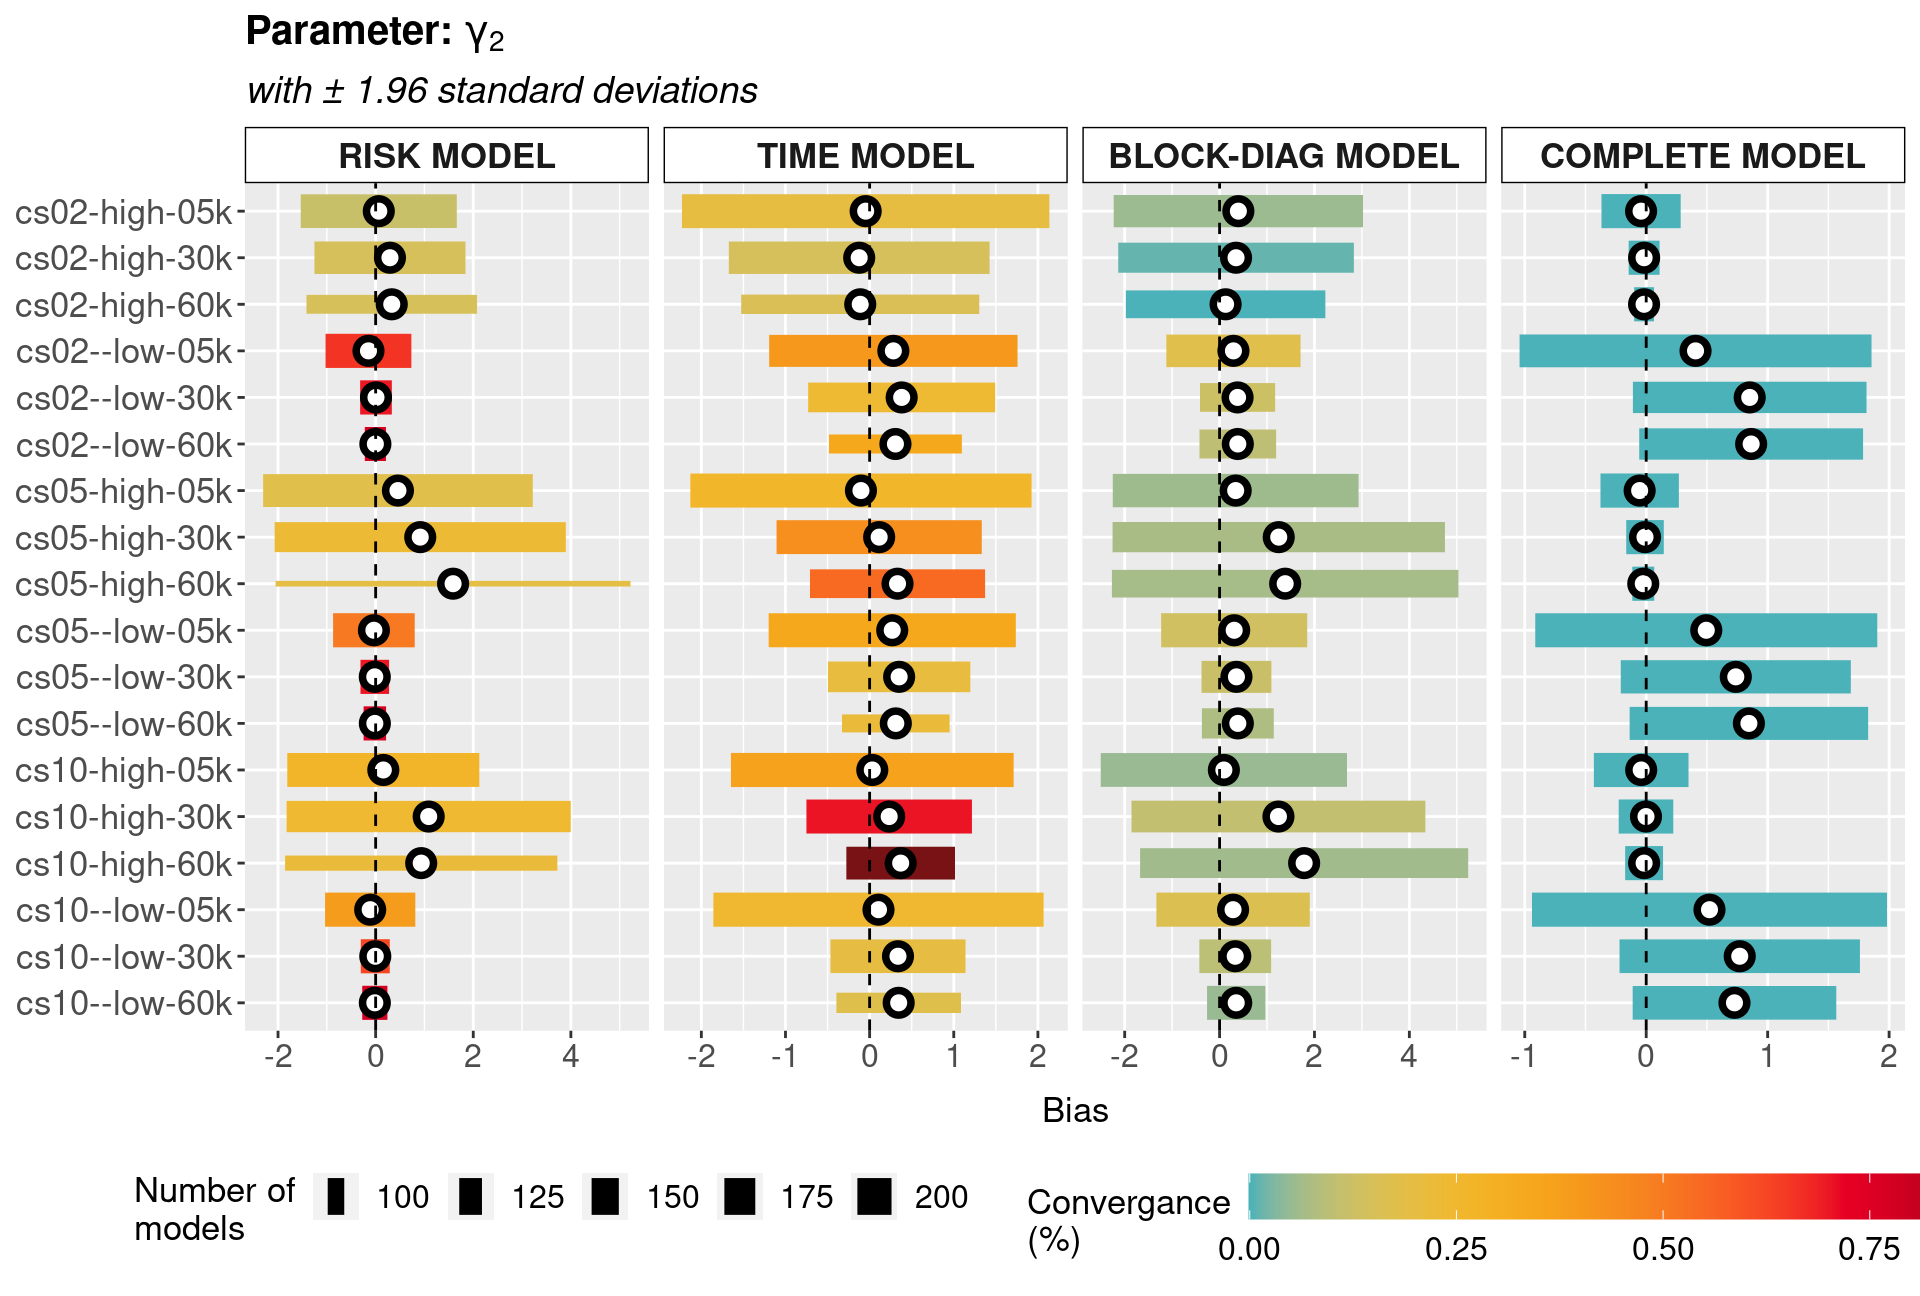 Parameter: γ₂
with ± 1.96 standard deviations
RISK MODEL TIME MODEL BLOCK-DIAG MODEL COMPLETE MODEL
cs02-high-05k
cs02-high-30k
cs02-high-60k
cs02--low-05k
cs02--low-30k
cs02--low-60k
cs05-high-05k
cs05-high-30k
cs05-high-60k
cs05--low-05k
cs05--low-30k
cs05--low-60k
cs10-high-05k
cs10-high-30k
cs10-high-60k
cs10--low-05k
cs10--low-30k
cs10--low-60k
-2 0 2 4 -2 -1 0 1 2 -2 0 2 4 -1 0 1 2
Bias
Number of models 100 125 150 175 200
Convergance (%) 0.00 0.25 0.50 0.75